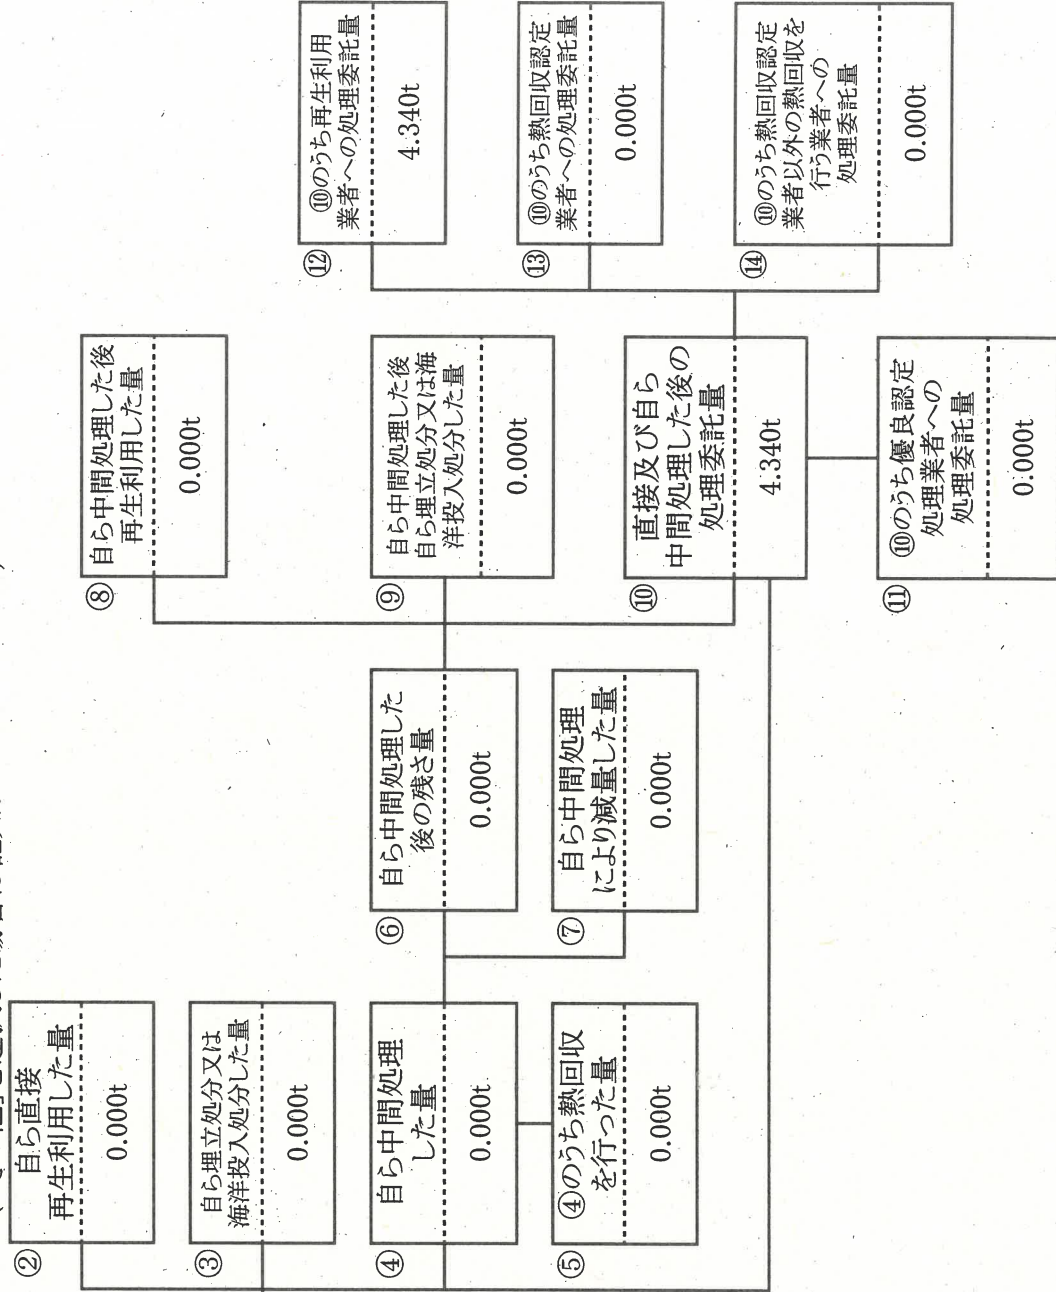 ②
自ら直接
再生利用した量
0.000t
③
自ら埋立処分又は
海洋投入処分した量
0.000t
④
自ら中間処理
した量
0.000t
⑤
④のうち熱回収
を行った量
0.000t
⑥
自ら中間処理した
後の残さ量
0.000t
⑦
自ら中間処理
により減量した量
0.000t
⑧
自ら中間処理した後
再生利用した量
0.000t
⑨
自ら中間処理した後
自ら埋立処分又は海
洋投入処分した量
0.000t
⑩
直接及び自ら
中間処理した後の
処理委託量
4.340t
⑪
⑩のうち優良認定
処理業者への
処理委託量
0.000t
⑫
⑩のうち再生利用
業者への処理委託量
4.340t
⑬
⑩のうち熱回収認定
業者への処理委託量
0.000t
⑭
⑩のうち熱回収認定
業者以外の熱回収を
行う業者への
処理委託量
0.000t